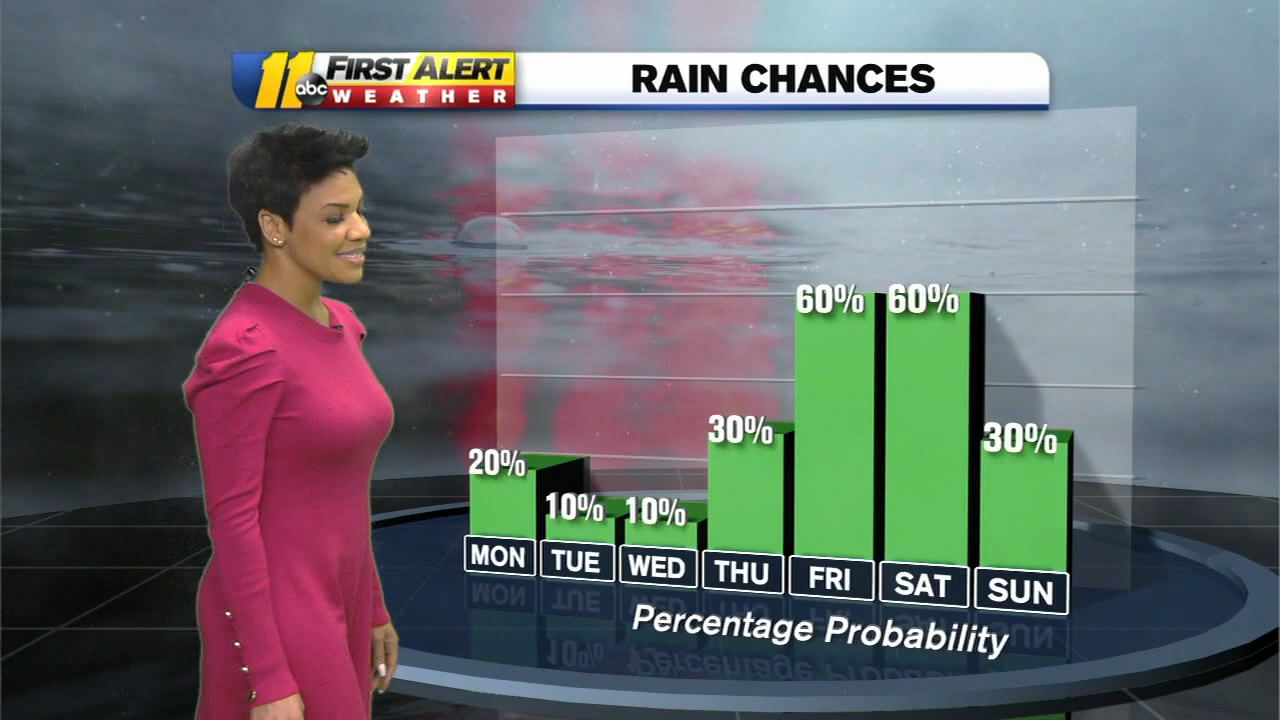 11 abc FIRST ALERT
WEATHER
RAIN CHANCES
60% 60%
30% 30%
20%
10% 10%
MON TUE WED THU FRI SAT SUN
Percentage Probability